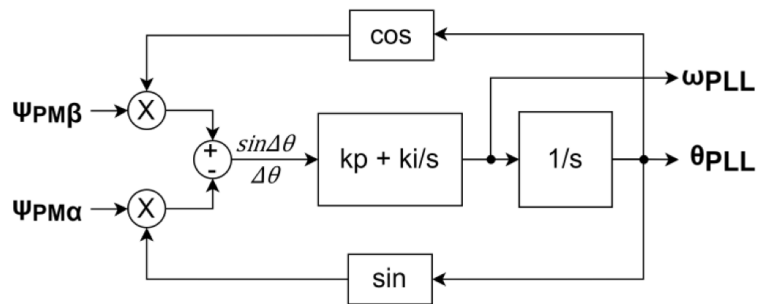 cos
ΨPMβ
X
ωPLL
+
-
sinΔθ
Δθ
kp + ki/s
1/s
θPLL
ΨPMα
X
sin